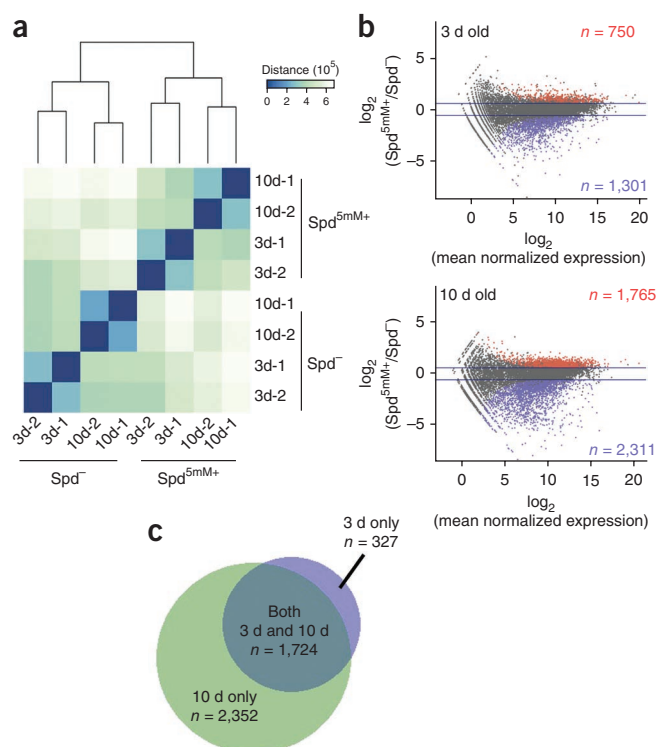 a
Distance (10^5)
0 2 4 6
10d-1
10d-2
3d-1
3d-2
Spd^5mM+
10d-1
10d-2
3d-1
3d-2
Spd^–
3d-2 3d-1 10d-2 10d-1 3d-2 3d-1 10d-2 10d-1
Spd^– Spd^5mM+
b
3 d old
n = 750
n = 1,301
5
0
–5
log2
(Spd^5mM+/Spd^–)
0 5 10 15 20
log2
(mean normalized expression)
10 d old
n = 1,765
n = 2,311
5
0
–5
log2
(Spd^5mM+/Spd^–)
0 5 10 15 20
log2
(mean normalized expression)
c
3 d only
n = 327
Both
3 d and 10 d
n = 1,724
10 d only
n = 2,352